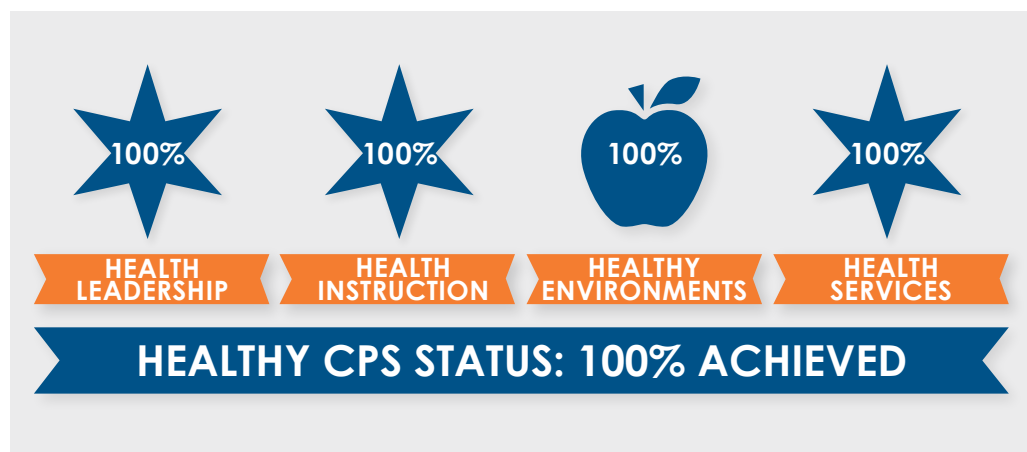 100%
100%
100%
100%
HEALTH
LEADERSHIP
HEALTH
INSTRUCTION
HEALTHY
ENVIRONMENTS
HEALTH
SERVICES
HEALTHY CPS STATUS: 100% ACHIEVED